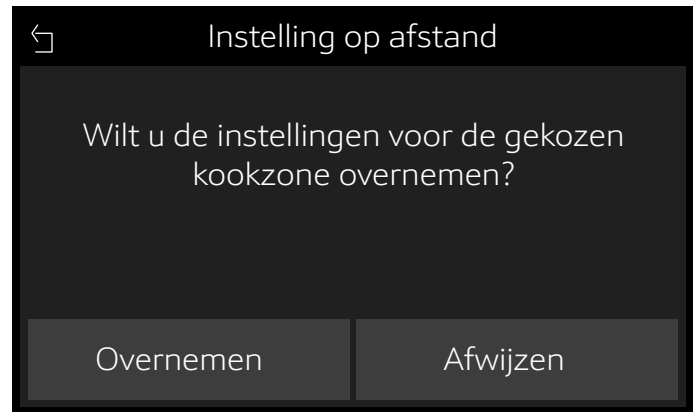 Instelling op afstand
Wilt u de instellingen voor de gekozen
kookzone overnemen?
Overnemen
Afwijzen